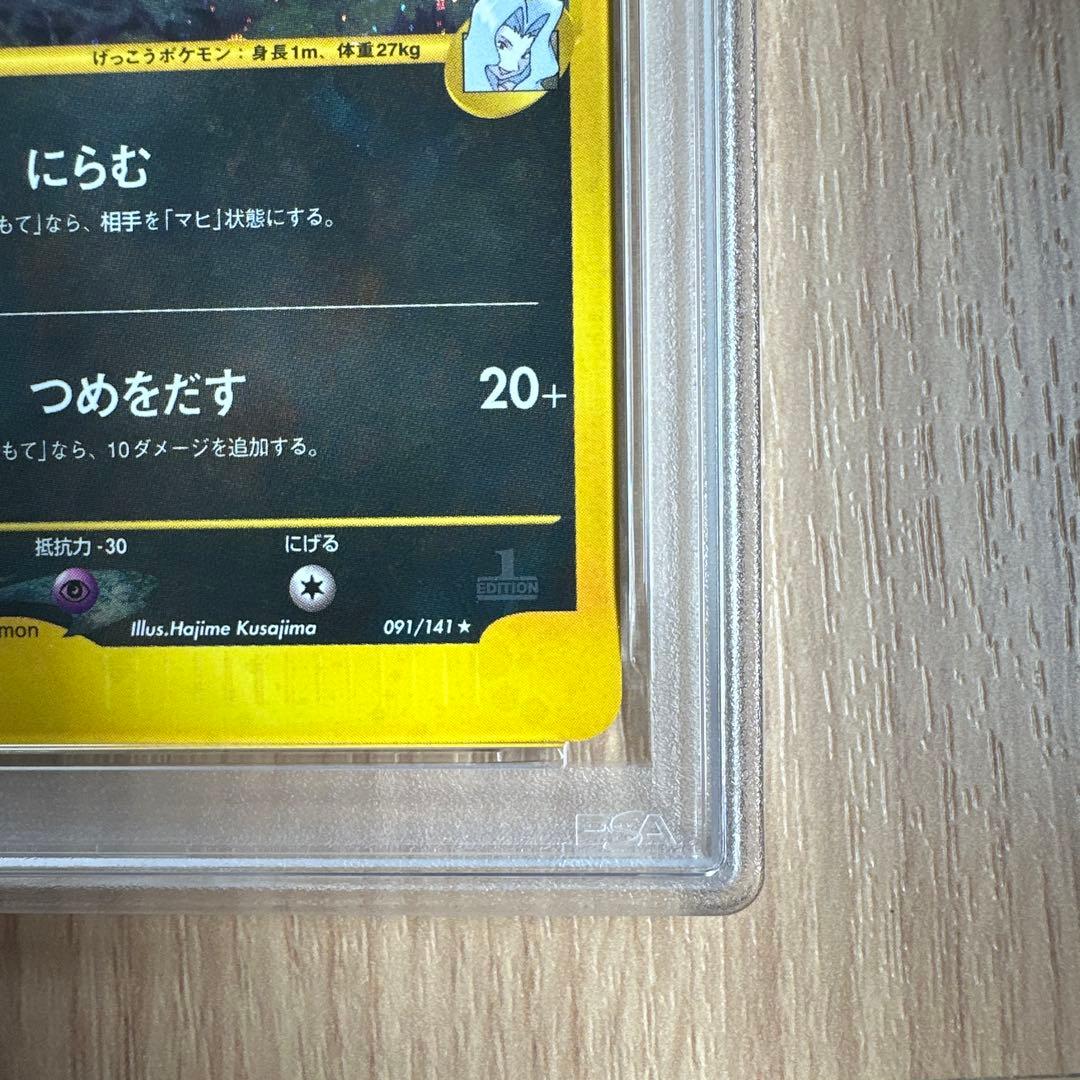 げっこうポケモン：身長1m、体重27kg
にらむ
もて」なら、相手を「マヒ」状態にする。
つめをだす 20+
もて」なら、10ダメージを追加する。
抵抗力-30 にげる
1
EDITION
mon Illus.Hajime Kusajima 091/141★
PSA